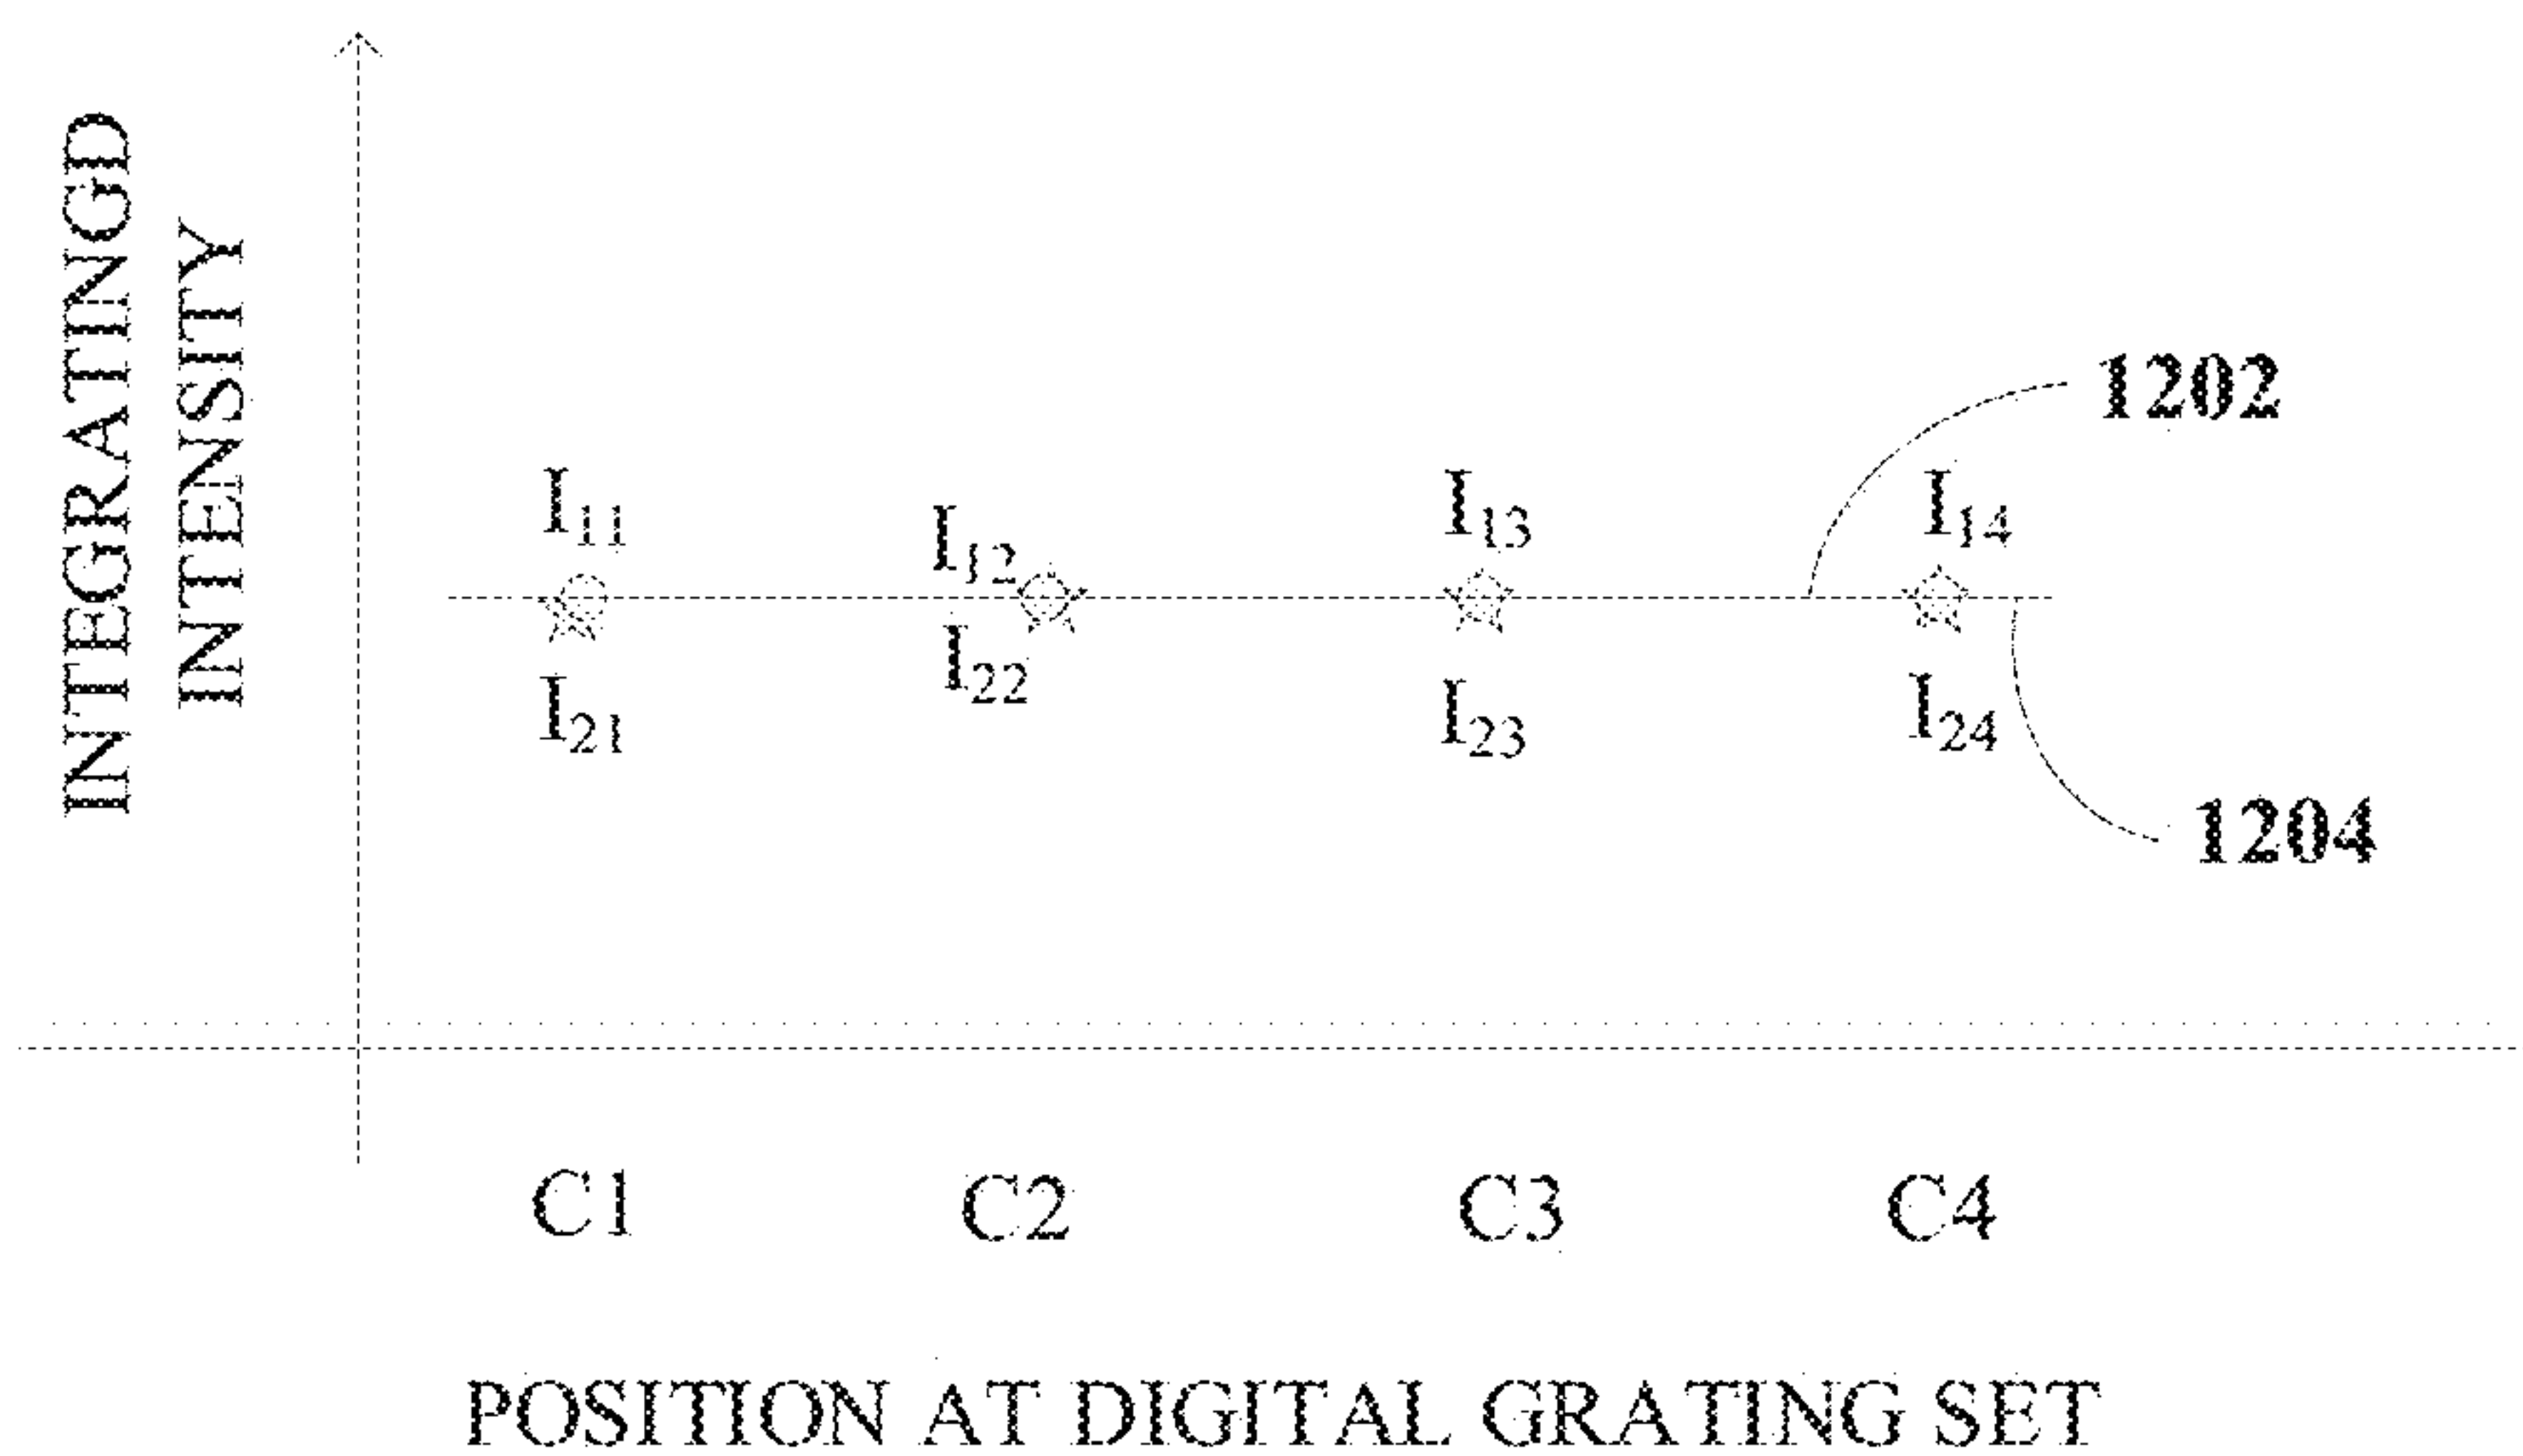 INTEGRATINGD
INTENSITY
1202
I11
I12
I13
I14
I21
I22
I23
I24
1204
C1 C2 C3 C4
POSITION AT DIGITAL GRATING SET